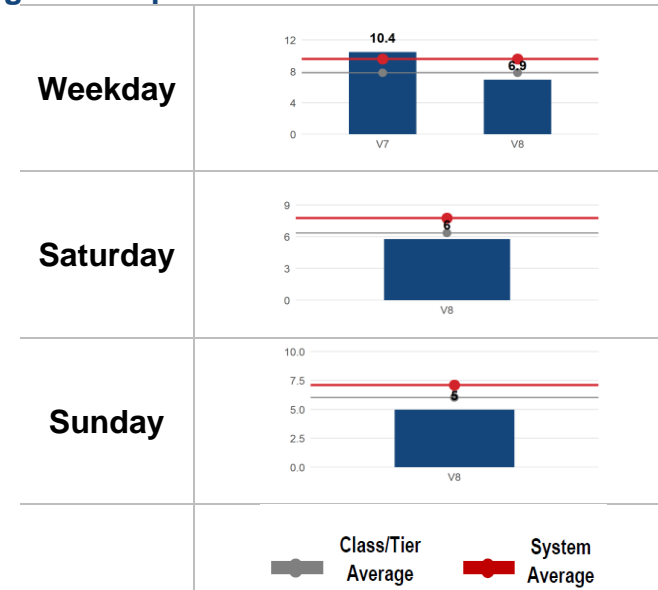 Weekday
12
8
4
0
10.4
6.9
V7
V8
Saturday
9
6
3
0
6
V8
Sunday
10.0
7.5
5.0
2.5
0.0
5
V8
Class/Tier
Average
System
Average